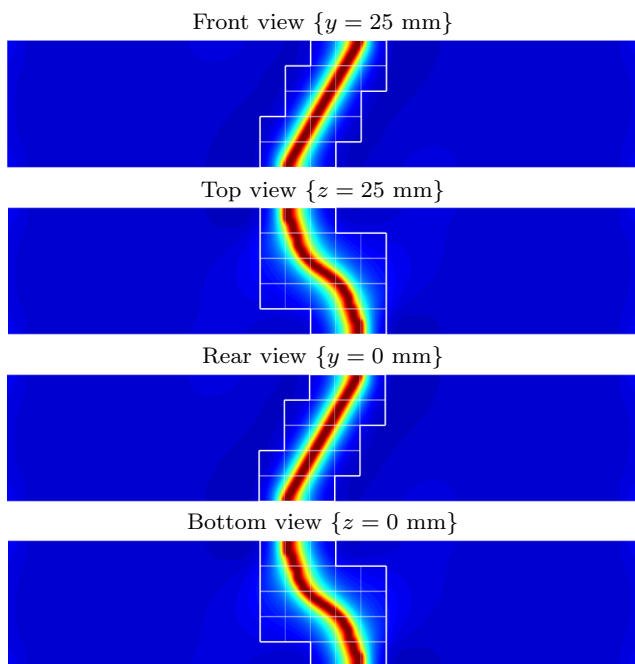 Front view {y = 25 mm}
Top view {z = 25 mm}
Rear view {y = 0 mm}
Bottom view {z = 0 mm}